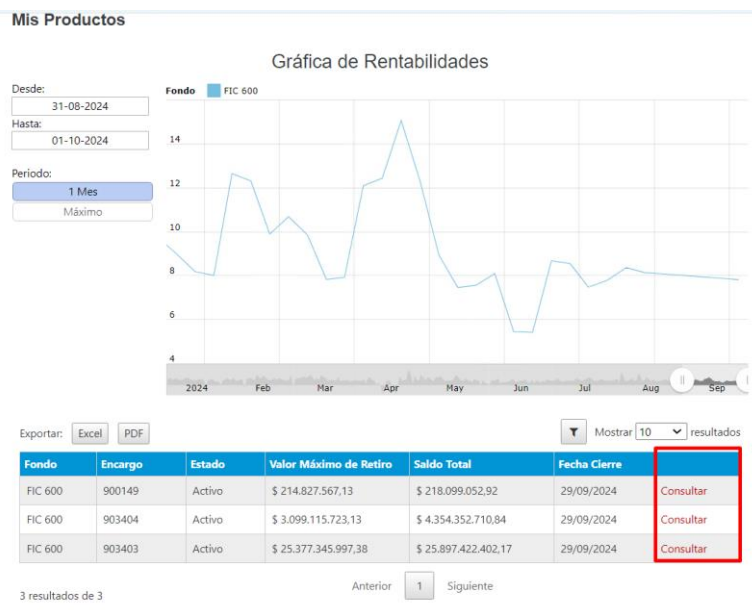 Mis Productos
Gráfica de Rentabilidades
Desde:
31-08-2024
Hasta:
01-10-2024
Periodo:
1 Mes
Máximo
Fondo FIC 600
14
12
10
8
6
4
2024 Feb Mar Apr May Jun Jul Aug Sep
Exportar: Excel PDF
Mostrar 10 resultados
Fondo Encargo Estado Valor Máximo de Retiro Saldo Total Fecha Cierre
FIC 600 900149 Activo $ 214.827.567,13 $ 218.099.052,92 29/09/2024 Consultar
FIC 600 903404 Activo $ 3.099.115.723,13 $ 4.354.352.710,84 29/09/2024 Consultar
FIC 600 903403 Activo $ 25.377.345.997,38 $ 25.897.422.402,17 29/09/2024 Consultar
Anterior 1 Siguiente
3 resultados de 3